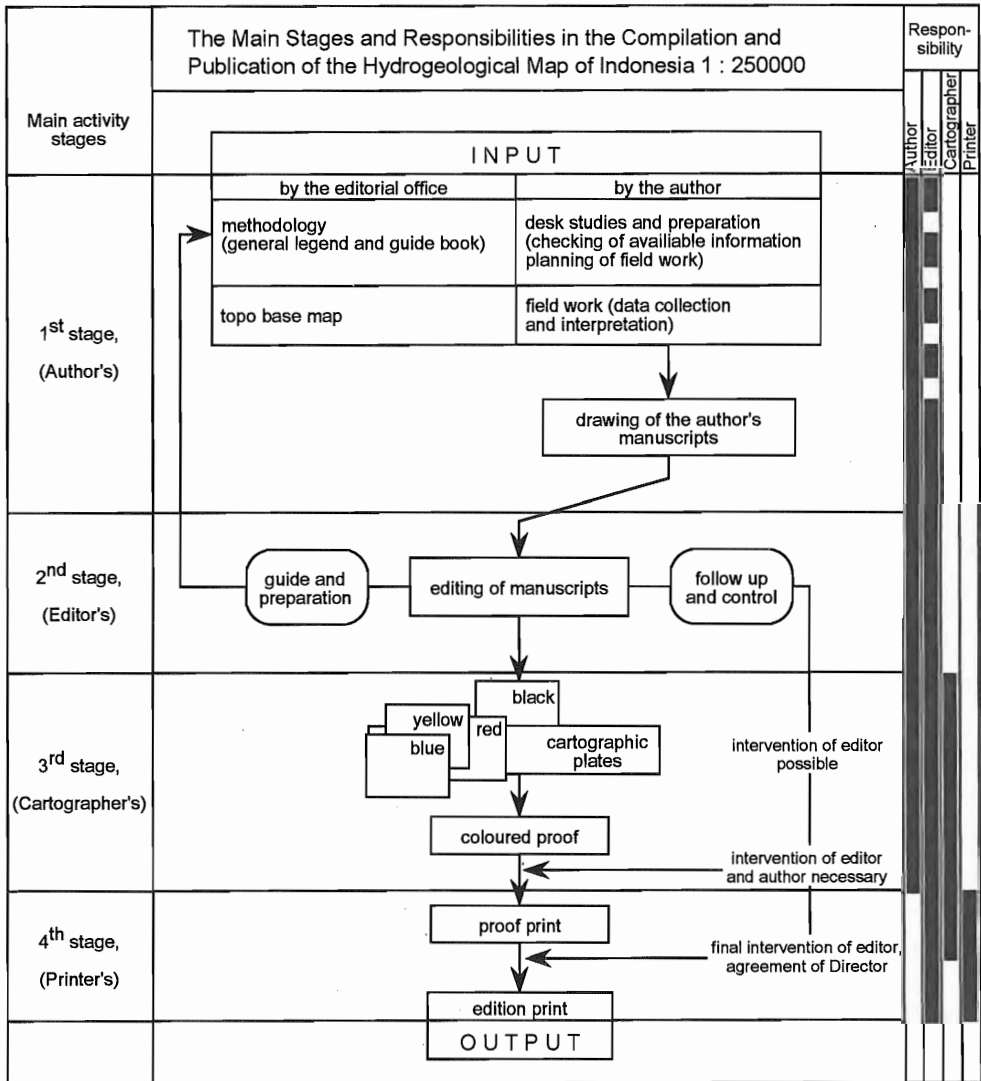 The Main Stages and Responsibilities in the Compilation and
Publication of the Hydrogeological Map of Indonesia 1 : 250000
Respon-
sibility
Author
Editor
Cartographer
Printer
Main activity
stages
INPUT
by the editorial office
by the author
methodology
(general legend and guide book)
desk studies and preparation
(checking of availiable information
planning of field work)
topo base map
field work (data collection
and interpretation)
1st stage,
(Author's)
drawing of the author's
manuscripts
2nd stage,
(Editor's)
guide and
preparation
editing of manuscripts
follow up
and control
3rd stage,
(Cartographer's)
black
yellow
red
blue
cartographic
plates
intervention of editor
possible
coloured proof
intervention of editor
and author necessary
4th stage,
(Printer's)
proof print
final intervention of editor,
agreement of Director
edition print
OUTPUT